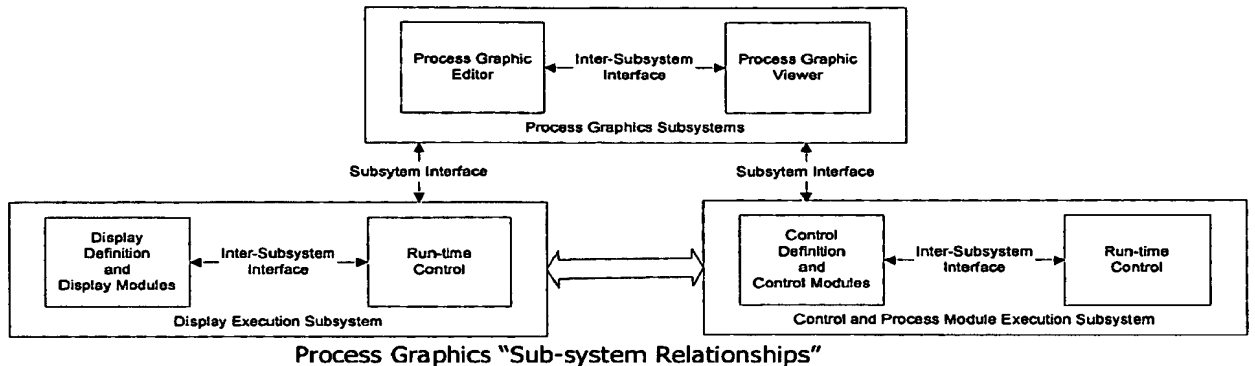 Process Graphic
Editor
Inter-Subsystem
Interface
Process Graphic
Viewer
Process Graphics Subsystems
Subsytem Interface
Subsytem Interface
Display
Definition
and
Display Modules
Inter-Subsystem
Interface
Run-time
Control
Display Execution Subsystem
Control
Definition
and
Control Modules
Inter-Subsystem
Interface
Run-time
Control
Control and Process Module Execution Subsystem
Process Graphics “Sub-system Relationships”